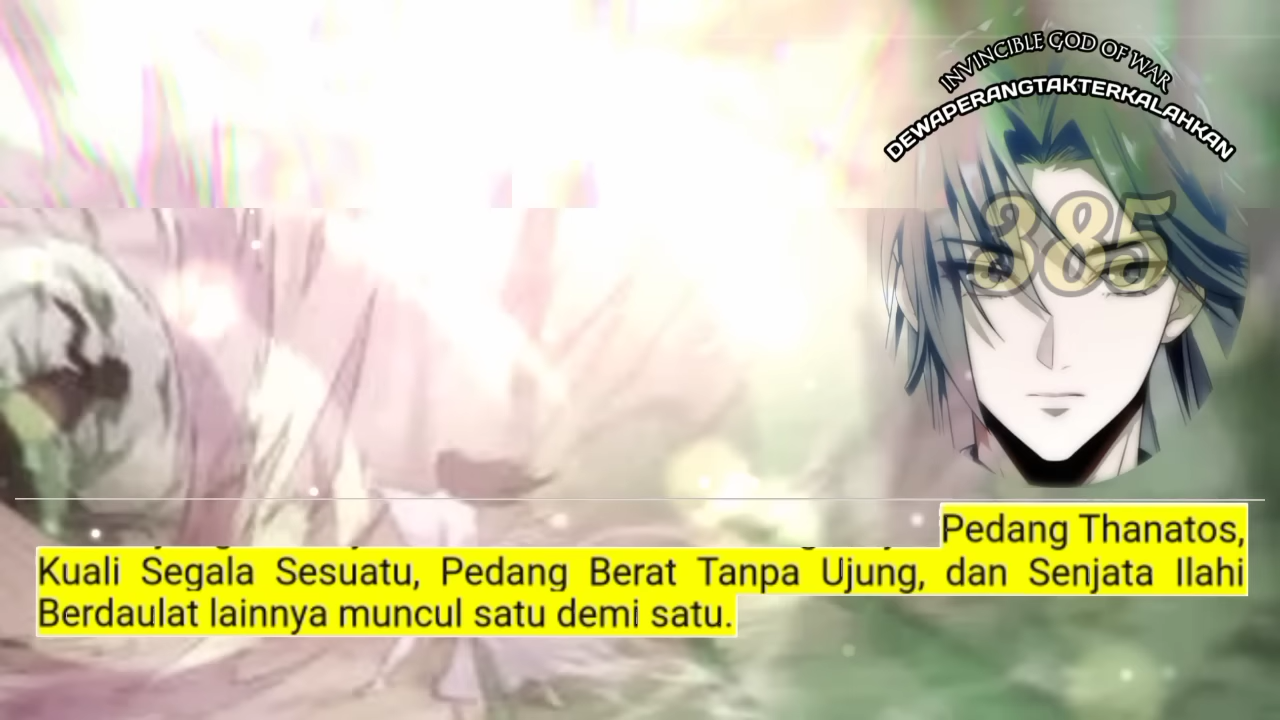 INVINCIBLE GOD OF WAR
DEWAPERANGTAKTERKALAHKAN
385
Pedang Thanatos,
Kuali Segala Sesuatu, Pedang Berat Tanpa Ujung, dan Senjata Ilahi
Berdaulat lainnya muncul satu demi satu.